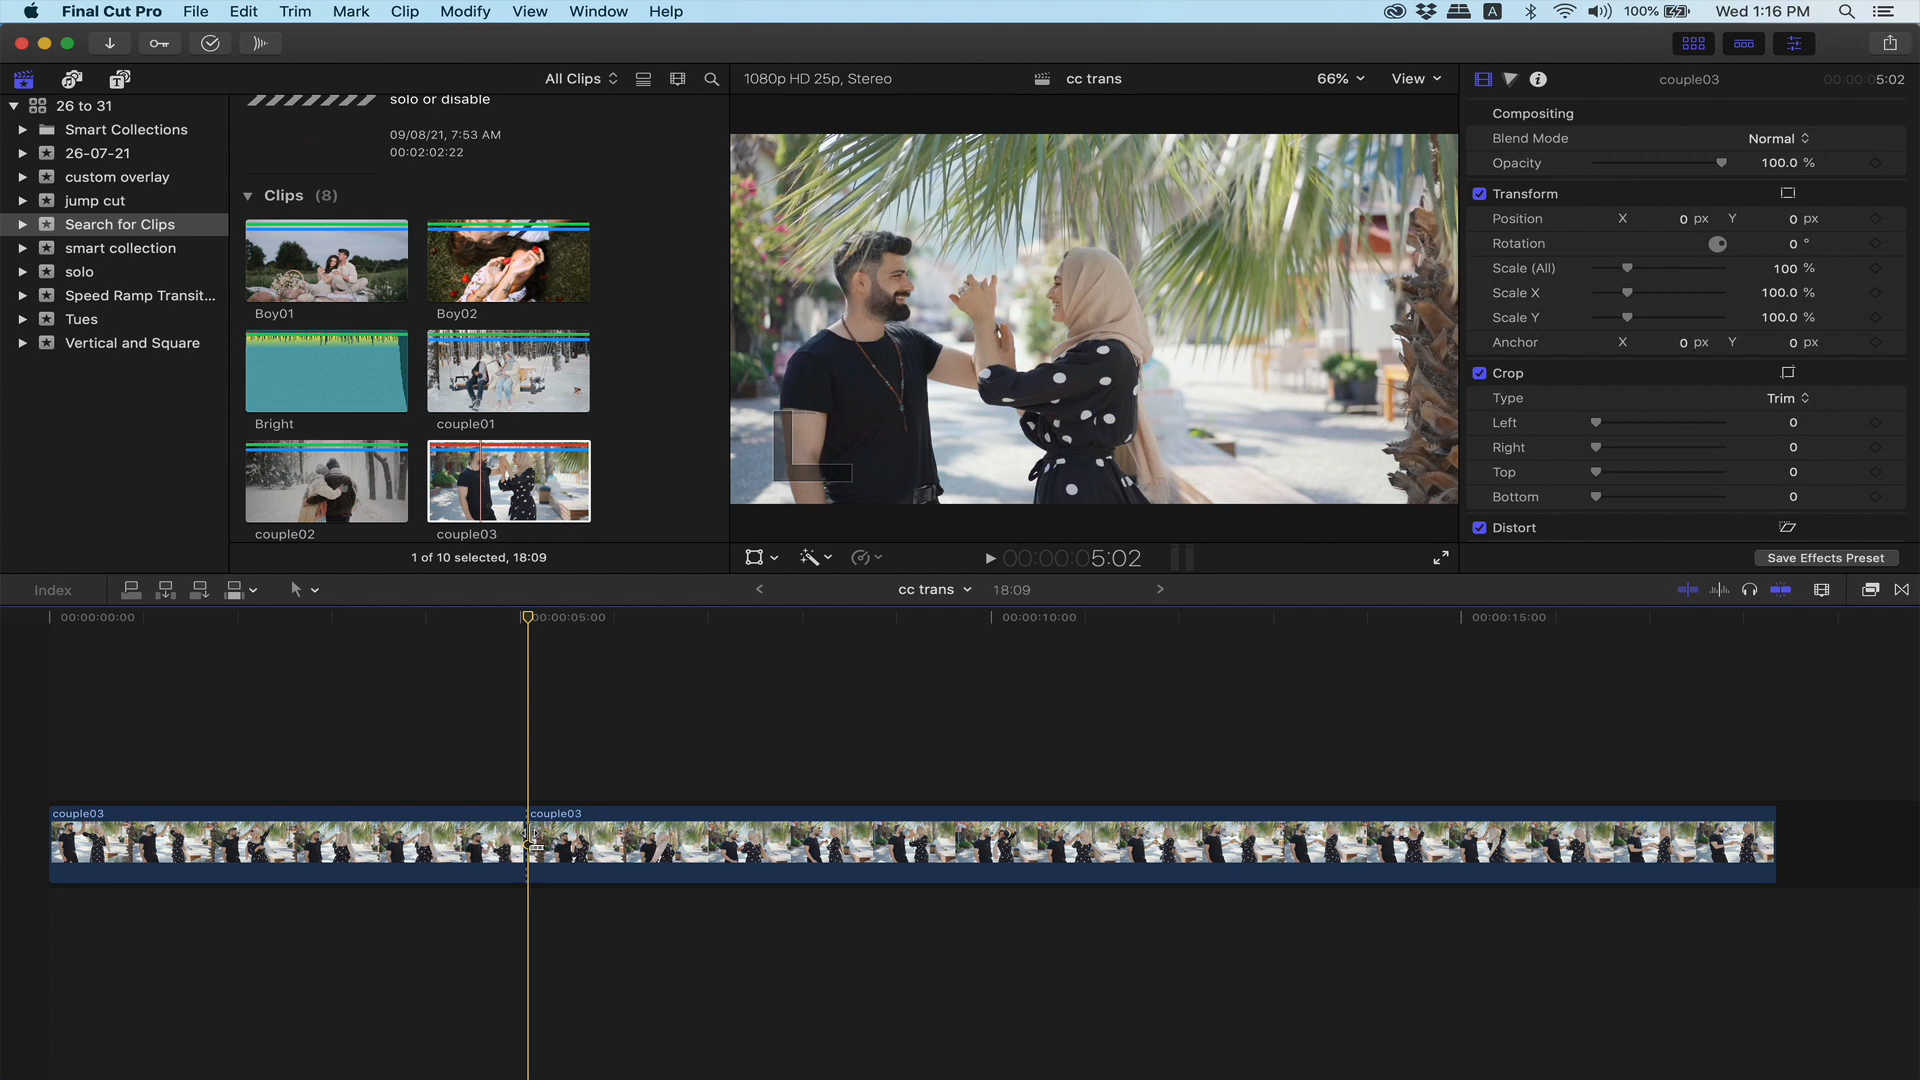 Final Cut Pro File Edit Trim Mark Clip Modify View Window Help A 100% Wed 1:16 PM
All Clips
1080p HD 25p, Stereo
cc trans
66%
View
couple03
00:00:05:02
26 to 31
Smart Collections
26-07-21
custom overlay
jump cut
Search for Clips
smart collection
solo
Speed Ramp Transit...
Tues
Vertical and Square
solo or disable
09/08/21, 7:53 AM
00:02:02:22
Clips (8)
Boy01
Boy02
Bright
couple01
couple02
couple03
1 of 10 selected, 18:09
00:00:05:02
Compositing
Blend Mode Normal
Opacity 100.0 %
Transform
Position X 0 px Y 0 px
Rotation 0 °
Scale (All) 100 %
Scale X 100.0 %
Scale Y 100.0 %
Anchor X 0 px Y 0 px
Crop
Type Trim
Left 0
Right 0
Top 0
Bottom 0
Distort
Save Effects Preset
Index
cc trans
18:09
00:00:00:00
00:00:05:00
00:00:10:00
00:00:15:00
couple03
couple03